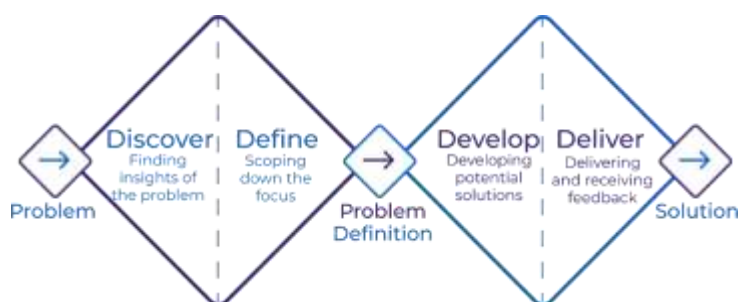 Problem
Discover
Finding
insights of
the problem
Define
Scoping
down the
focus
Problem
Definition
Develop
Developing
potential
solutions
Deliver
Delivering
and receiving
feedback
Solution